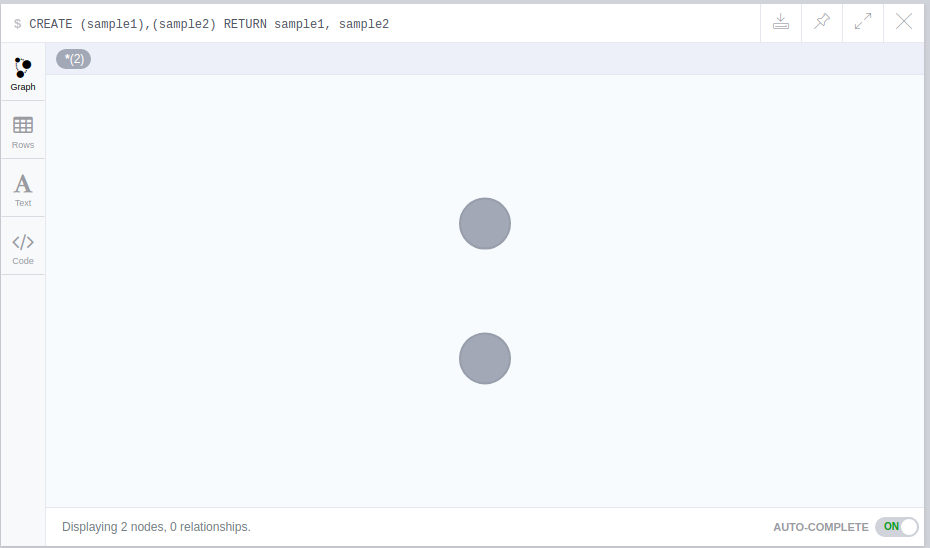 $ CREATE (sample1),(sample2) RETURN sample1, sample2
*(2)
Graph
Rows
A
Text
</>
Code
Displaying 2 nodes, 0 relationships.
AUTO-COMPLETE ON